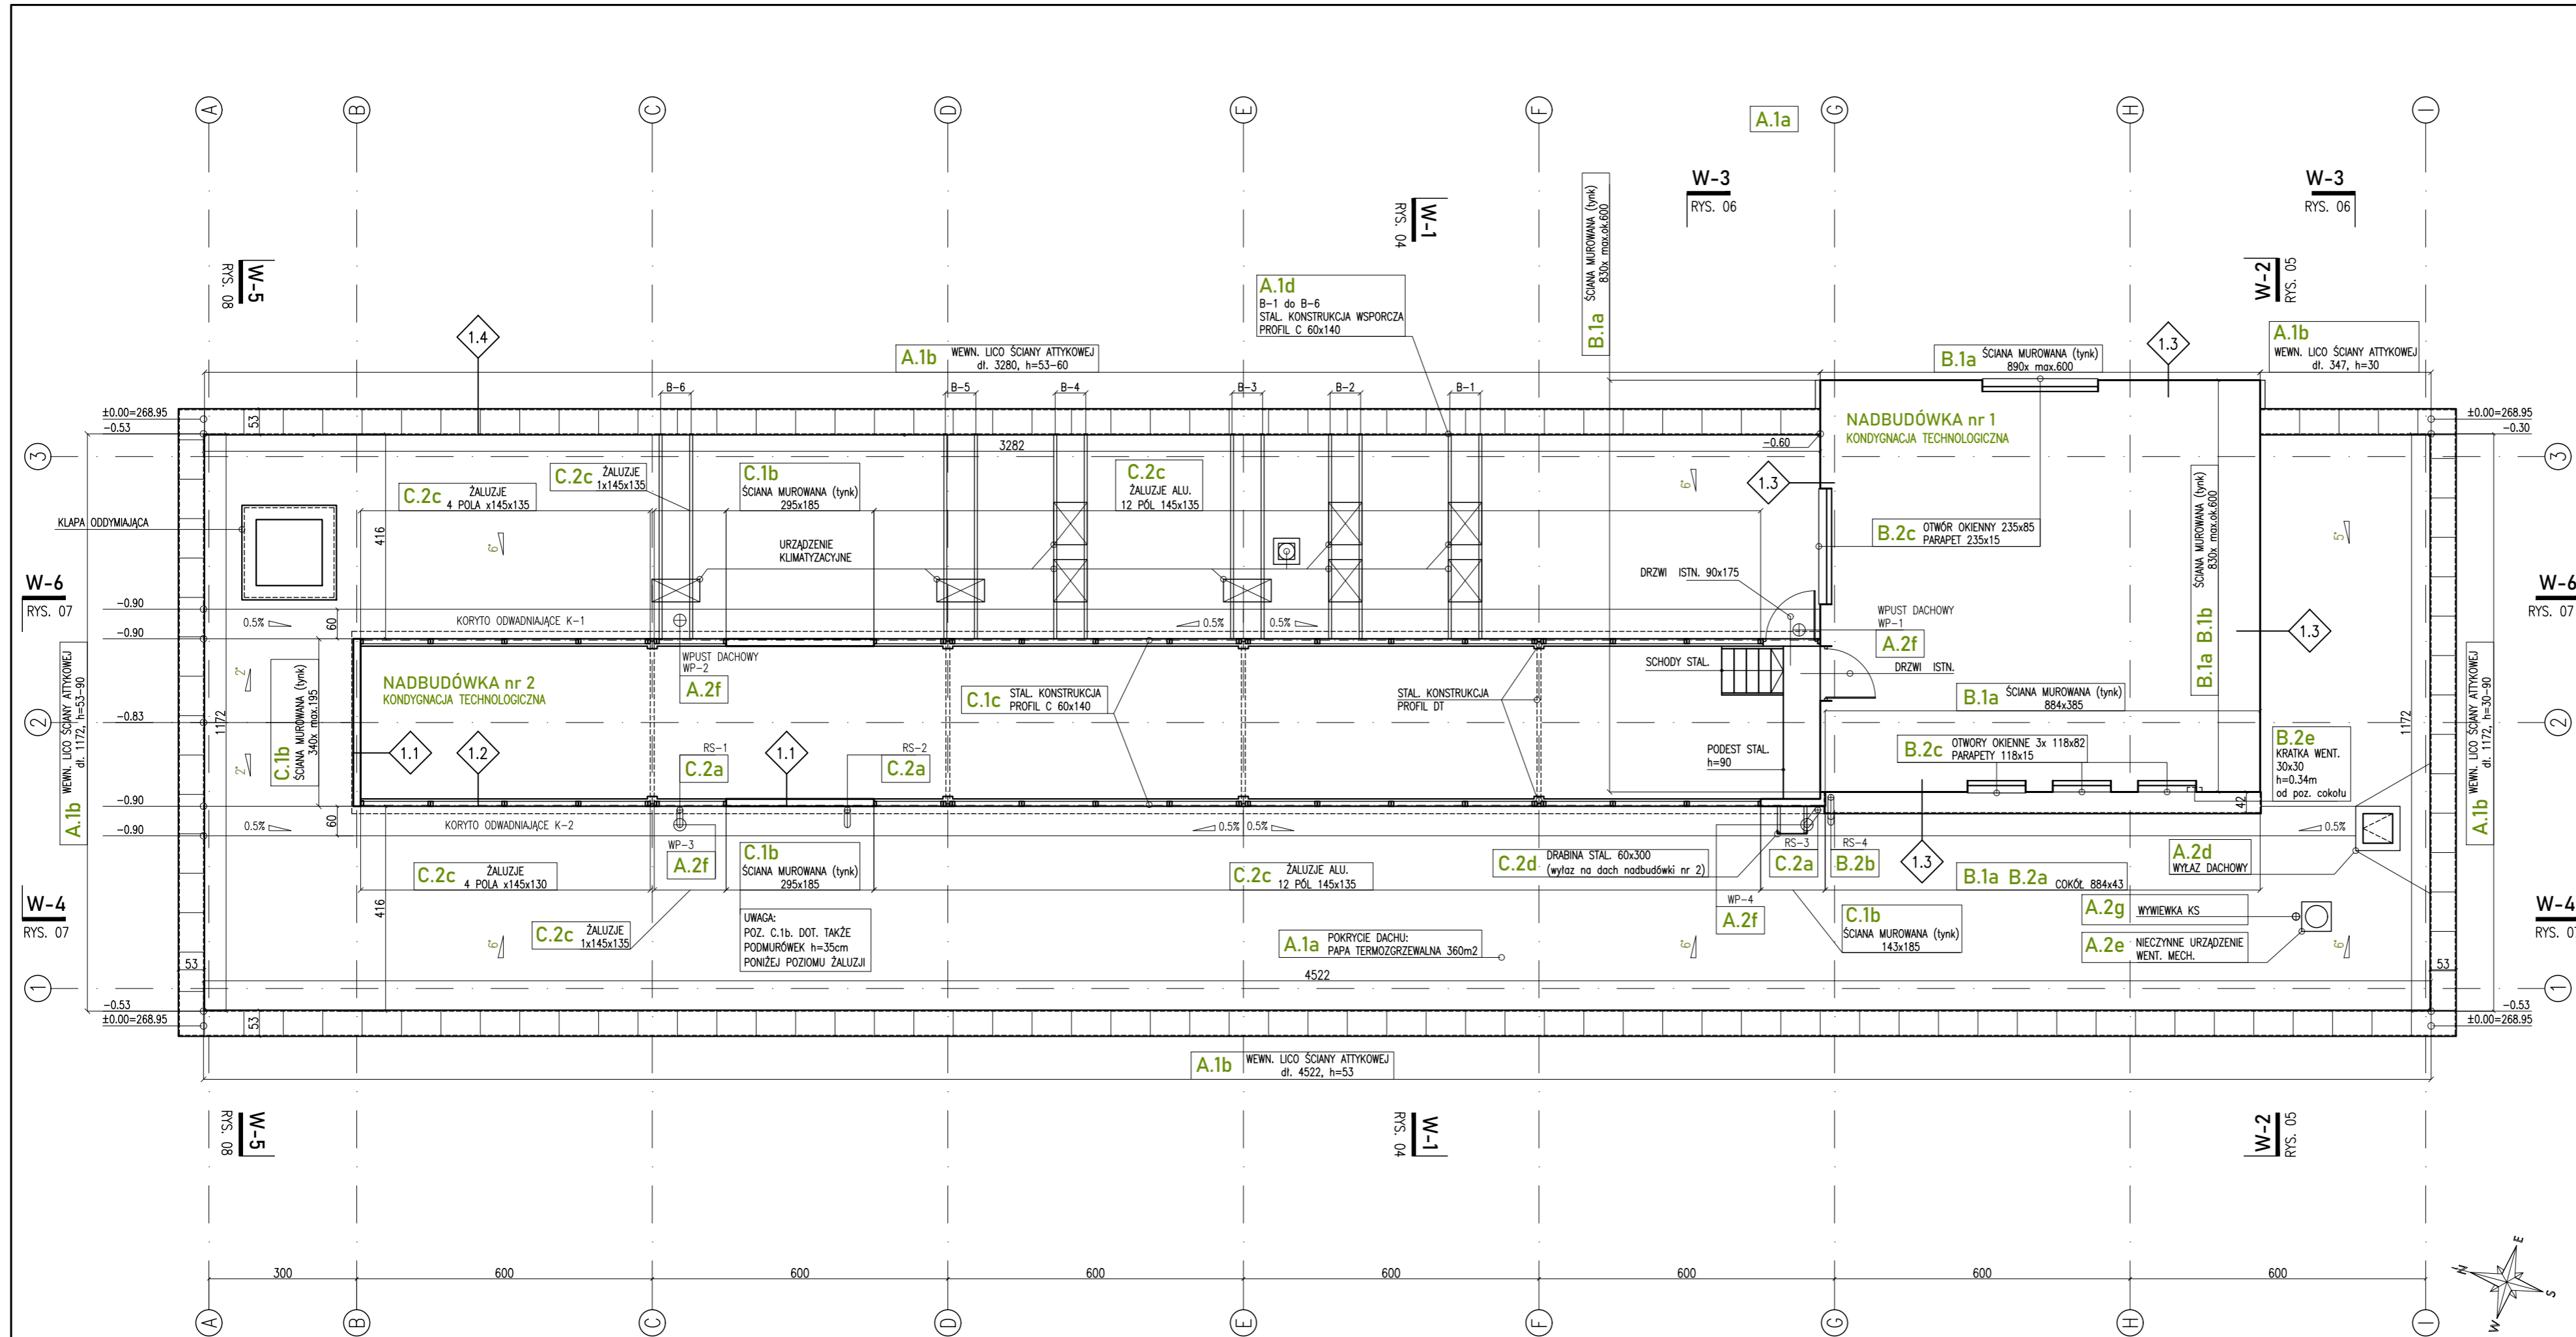 A
B
C
D
E
F
A.1a
G
H
I
W-3
RYS. 06
W-3
RYS. 06
W-1
RYS. 04
B.1a ŚCIANA MUROWANA (tynk)
830x max.ok.600
W-5
RYS. 08
W-2
RYS. 05
A.1d
B-1 do B-6
STAL. KONSTRUKCJA WSPORCZA
PROFIL C 60x140
1.4
A.1b WEWN. LICO ŚCIANY ATTYKOWEJ
dł. 3280, h=53-60
B.1a ŚCIANA MUROWANA (tynk)
890x max.600
1.3
A.1b
WEWN. LICO ŚCIANY ATTYKOWEJ
dł. 347, h=30
B-6
B-5
B-4
B-3
B-2
B-1
±0.00=268.95
-0.53
53
NADBUDÓWKA nr 1
KONDYGNACJA TECHNOLOGICZNA
±0.00=268.95
-0.30
3
3282
-0.60
3
C.2c ŻALUZJE
4 POLA x145x135
C.2c ŻALUZJE
1x145x135
C.1b
ŚCIANA MUROWANA (tynk)
295x185
C.2c
ŻALUZJE ALU.
12 PÓL 145x135
6°
1.3
B.1a B.1b ŚCIANA MUROWANA (tynk)
830x max.ok.600
KLAPA ODDYMIAJĄCA
416
6°
URZĄDZENIE
KLIMATYZACYJNE
B.2c OTWÓR OKIENNY 235x85
PARAPET 235x15
5°
DRZWI ISTN. 90x175
W-6
RYS. 07
-0.90
-0.90
0.5%
60
KORYTO ODWADNIAJĄCE K-1
0.5%
0.5%
WPUST DACHOWY
WP-1
A.2f
1.3
W-6
RYS. 07
A.1b WEWN. LICO ŚCIANY ATTYKOWEJ
dł. 1172, h=53-90
2°
C.1b ŚCIANA MUROWANA (tynk)
340x max.195
NADBUDÓWKA nr 2
KONDYGNACJA TECHNOLOGICZNA
WPUST DACHOWY
WP-2
A.2f
C.1c STAL. KONSTRUKCJA
PROFIL C 60x140
STAL. KONSTRUKCJA
PROFIL DT
SCHODY STAL.
DRZWI ISTN.
B.1a ŚCIANA MUROWANA (tynk)
884x385
2
-0.83
1172
2
1172
A.1b WEWN. LICO ŚCIANY ATTYKOWEJ
dł. 1172, h=30-90
2°
1.1
1.2
RS-1
C.2a
1.1
RS-2
C.2a
PODEST STAL.
h=90
B.2c OTWORY OKIENNE 3x 118x82
PARAPETY 118x15
B.2e
KRATKA WENT.
30x30
h=0.34m
od poz. cokołu
42
-0.90
-0.90
0.5%
60
KORYTO ODWADNIAJĄCE K-2
0.5%
0.5%
0.5%
WP-3
A.2f
C.2c ŻALUZJE
4 POLA x145x130
C.1b
ŚCIANA MUROWANA (tynk)
295x185
C.2c ŻALUZJE ALU.
12 PÓL 145x135
C.2d DRABINA STAL. 60x300
(wyłaz na dach nadbudówki nr 2)
RS-3
C.2a
RS-4
B.2b
1.3
B.1a B.2a COKÓŁ 884x43
A.2d
WYŁAZ DACHOWY
W-4
RYS. 07
416
C.2c ŻALUZJE
1x145x135
UWAGA:
POZ. C.1b. DOT. TAKŻE
PODMURÓWEK h=35cm
PONIŻEJ POZIOMU ŻALUZJI
WP-4
A.2f
C.1b
ŚCIANA MUROWANA (tynk)
143x185
A.2g WYWIEWKA KS
W-4
6°
A.1a POKRYCIE DACHU:
PAPA TERMOZGRZEWALNA 360m2
6°
A.2e NIECZYNNE URZĄDZENIE
WENT. MECH.
6°
53
4522
53
1
1
-0.53
±0.00=268.95
53
-0.53
±0.00=268.95
A.1b WEWN. LICO ŚCIANY ATTYKOWEJ
dł. 4522, h=53
W-5
RYS. 08
W-1
RYS. 04
W-2
RYS. 05
300
600
600
600
600
600
600
600
N
E
S
W
A
B
C
D
E
F
G
H
I